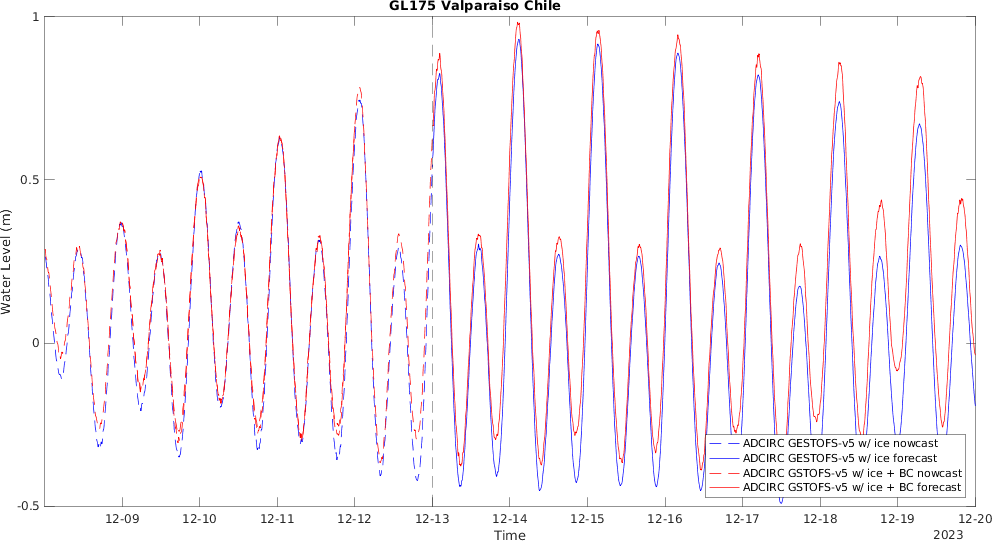 GL175 Valparaiso Chile
Water Level (m)
1
0.5
0
-0.5
12-09 12-10 12-11 12-12 12-13 12-14 12-15 12-16 12-17 12-18 12-19 12-20
Time
2023
ADCIRC GESTOFS-v5 w/ ice nowcast
ADCIRC GESTOFS-v5 w/ ice forecast
ADCIRC GSTOFS-v5 w/ ice + BC nowcast
ADCIRC GSTOFS-v5 w/ ice + BC forecast